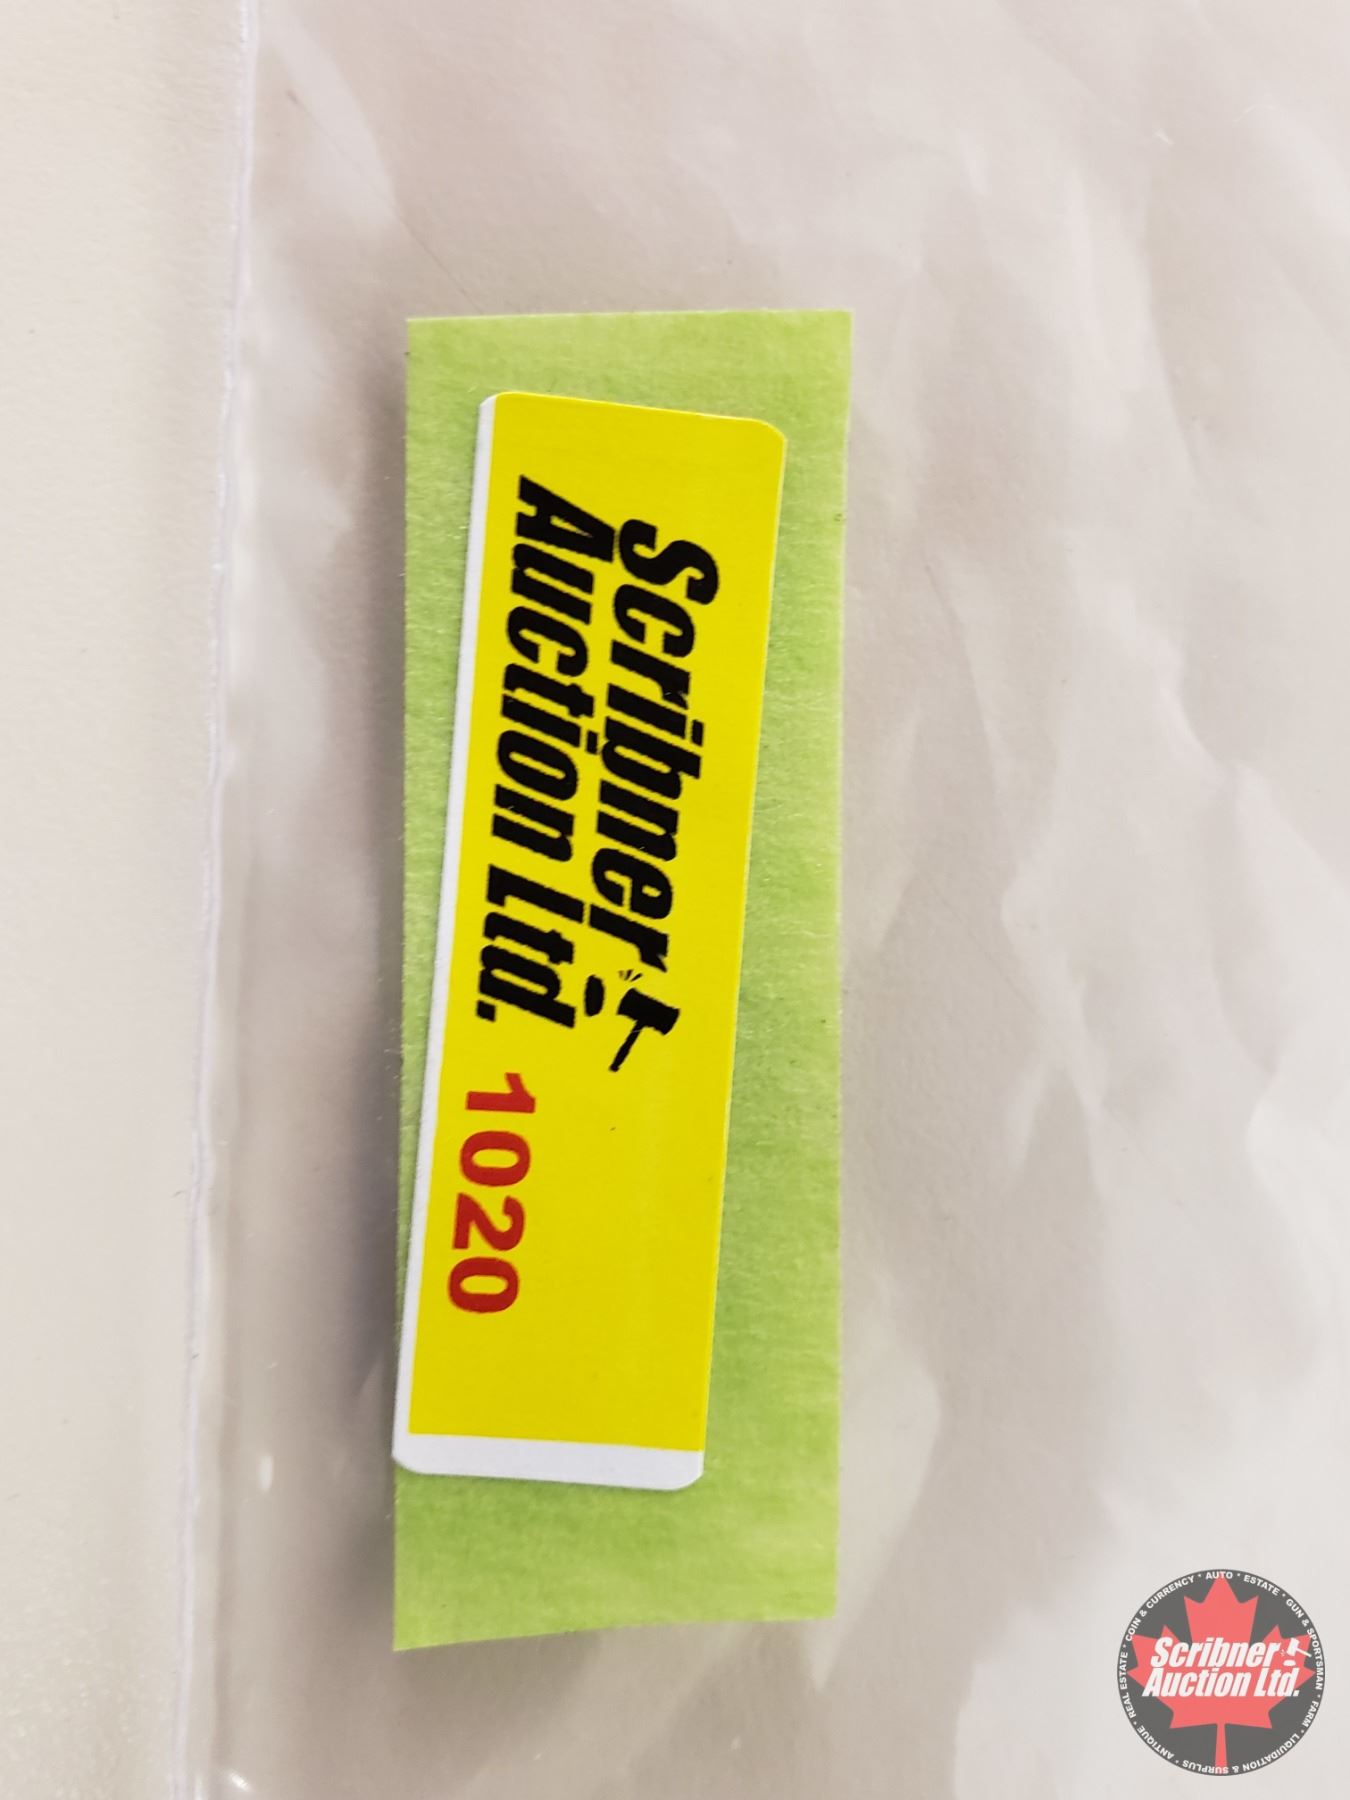 Scribner
Auction Ltd. 1020
COIN & CURRENCY * AUTO * ESTATE * GUN & SPORTSMAN * FARM * LIQUIDATION & SURPLUS * ANTIQUE * REAL ESTATE *
Scribner
Auction Ltd.